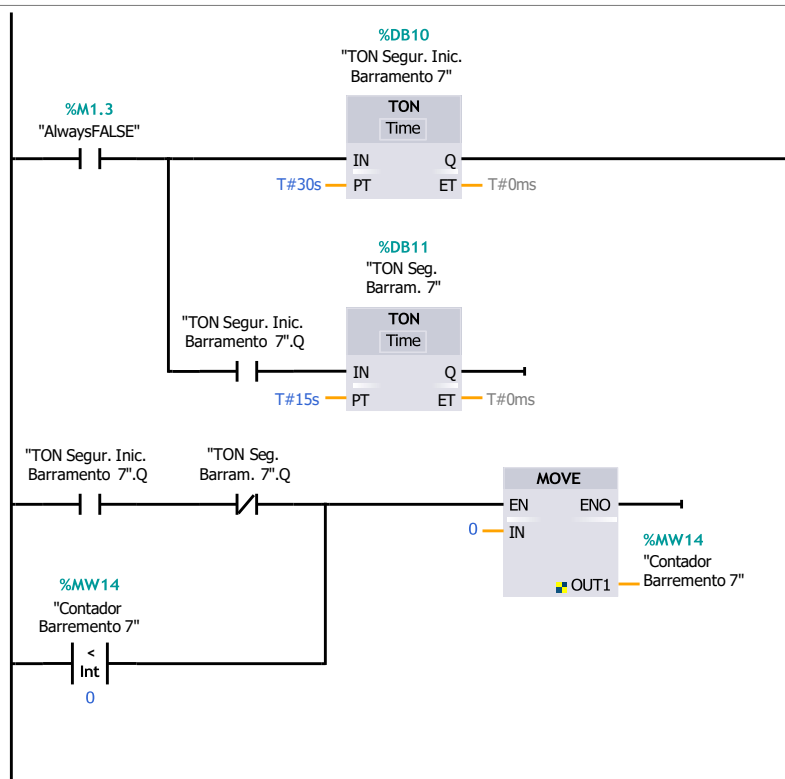 %DB10
"TON Segur. Inic.
Barramento 7"
TON
Time
%M1.3
"AlwaysFALSE"
IN
Q
T#30s
PT
ET
T#0ms
%DB11
"TON Seg.
Barram. 7"
TON
Time
"TON Segur. Inic.
Barramento 7".Q
IN
Q
T#15s
PT
ET
T#0ms
"TON Segur. Inic.
Barramento 7".Q
"TON Seg.
Barram. 7".Q
MOVE
EN
ENO
0
IN
%MW14
"Contador
Barremento 7"
OUT1
%MW14
"Contador
Barremento 7"
<
Int
0